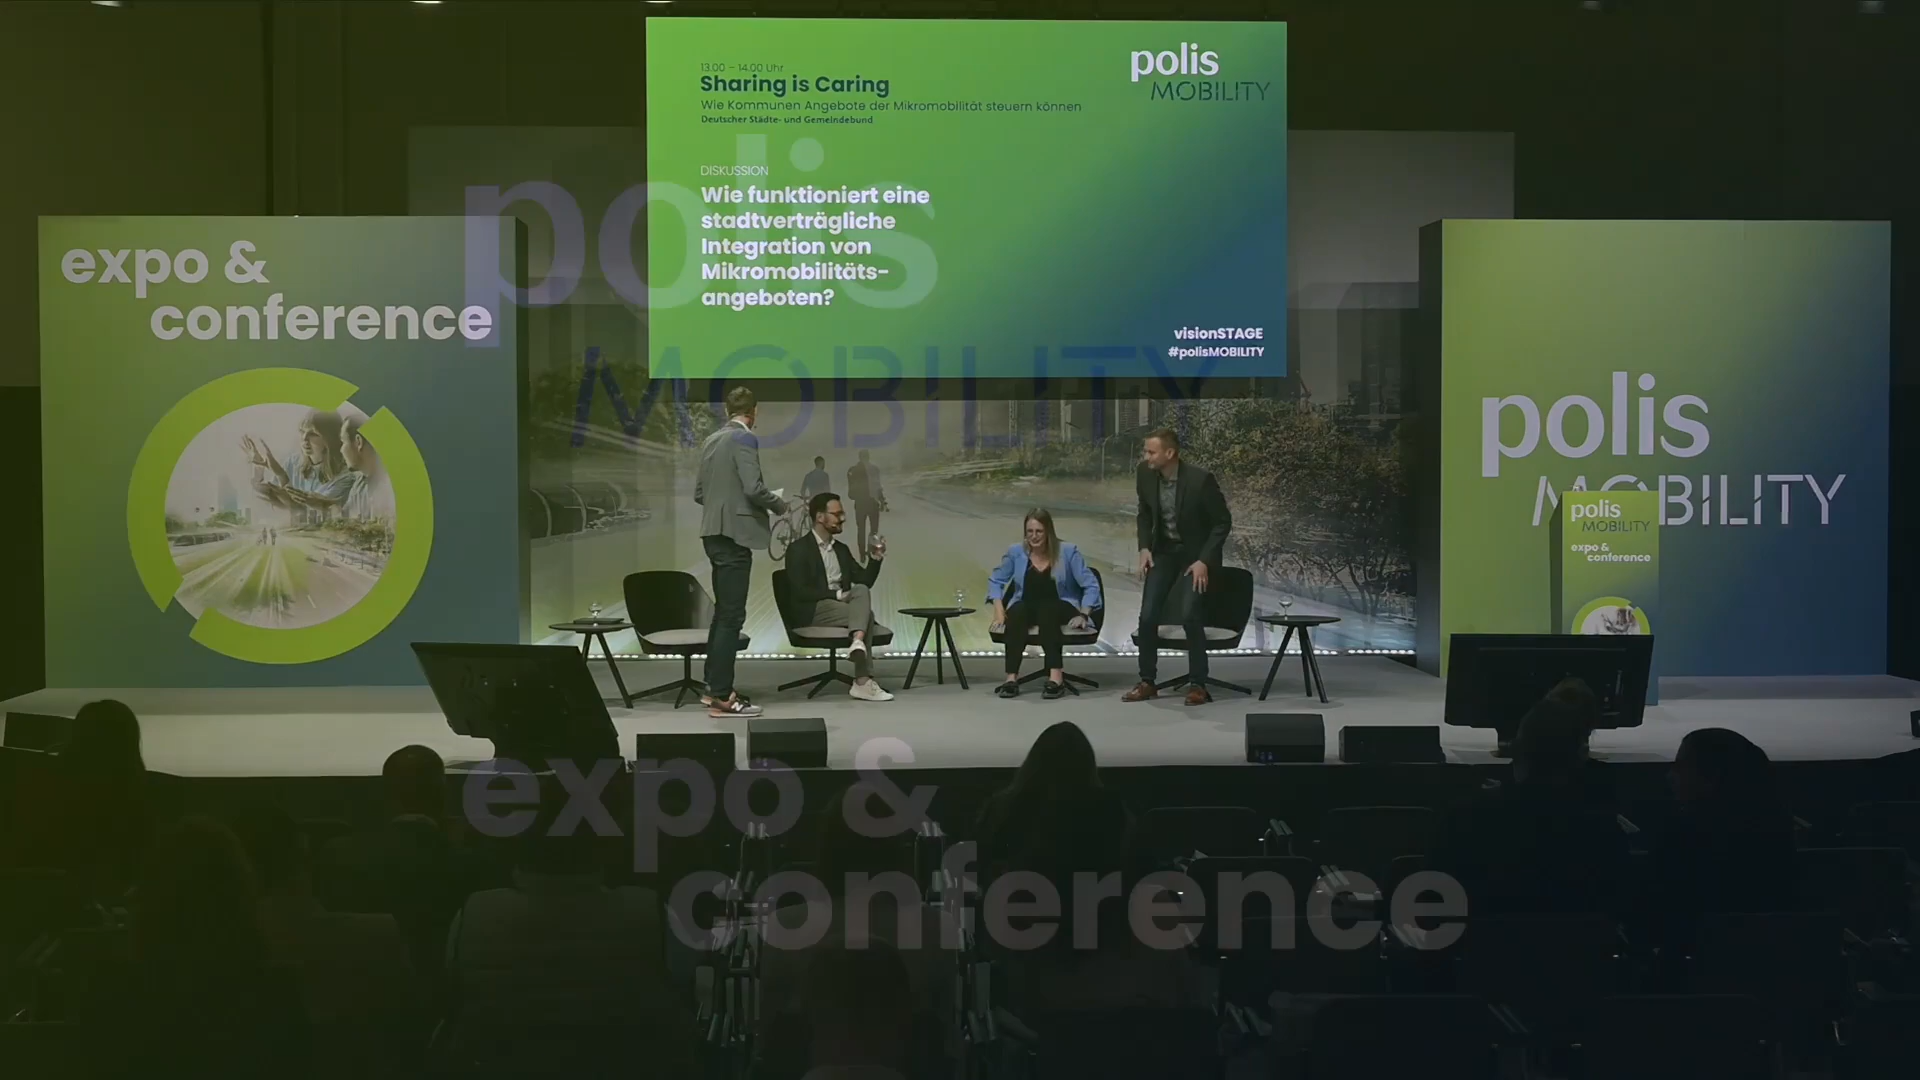 13.00 – 14.00 Uhr
Sharing is Caring
Wie Kommunen Angebote der Mikromobilität steuern können
Deutscher Städte- und Gemeindebund
polis
MOBILITY
DISKUSSION
Wie funktioniert eine
stadtverträgliche
Integration von
Mikromobilitäts-
angeboten?
visionSTAGE
#polisMOBILITY
expo &
conference
polis
MOBILITY
polis
MOBILITY
polis
MOBILITY
expo &
conference
expo &
conference